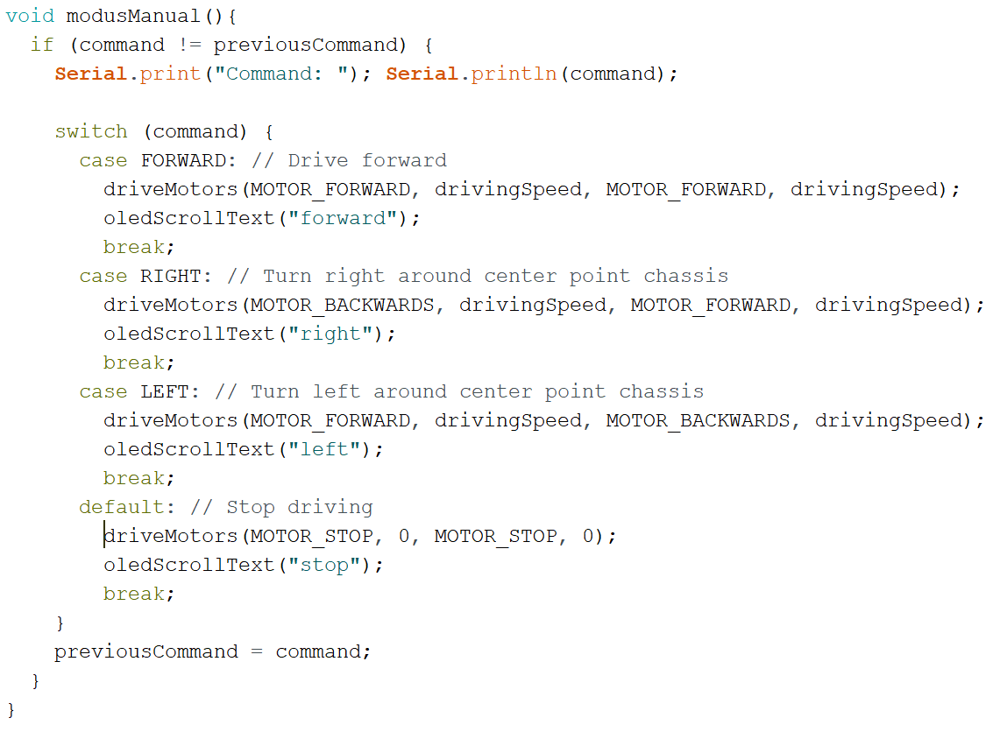 void modusManual(){
  if (command != previousCommand) {
    Serial.print("Command: "); Serial.println(command);

    switch (command) {
      case FORWARD: // Drive forward
        driveMotors(MOTOR_FORWARD, drivingSpeed, MOTOR_FORWARD, drivingSpeed);
        oledScrollText("forward");
        break;
      case RIGHT: // Turn right around center point chassis
        driveMotors(MOTOR_BACKWARDS, drivingSpeed, MOTOR_FORWARD, drivingSpeed);
        oledScrollText("right");
        break;
      case LEFT: // Turn left around center point chassis
        driveMotors(MOTOR_FORWARD, drivingSpeed, MOTOR_BACKWARDS, drivingSpeed);
        oledScrollText("left");
        break;
      default: // Stop driving
        driveMotors(MOTOR_STOP, 0, MOTOR_STOP, 0);
        oledScrollText("stop");
        break;
    }
    previousCommand = command;
  }
}